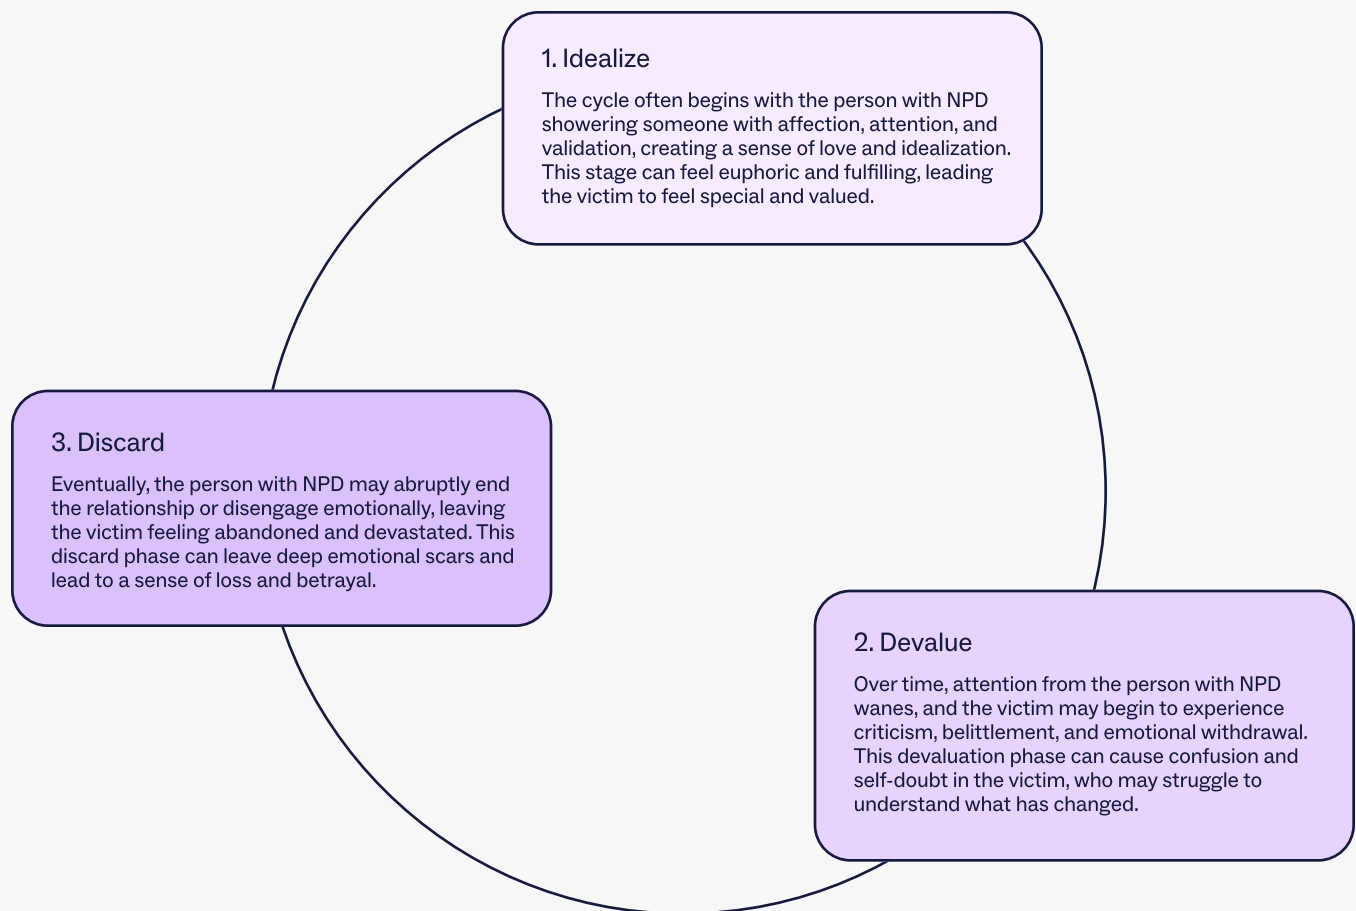 1. Idealize
The cycle often begins with the person with NPD
showering someone with affection, attention, and
validation, creating a sense of love and idealization.
This stage can feel euphoric and fulfilling, leading
the victim to feel special and valued.
2. Devalue
Over time, attention from the person with NPD
wanes, and the victim may begin to experience
criticism, belittlement, and emotional withdrawal.
This devaluation phase can cause confusion and
self-doubt in the victim, who may struggle to
understand what has changed.
3. Discard
Eventually, the person with NPD may abruptly end
the relationship or disengage emotionally, leaving
the victim feeling abandoned and devastated. This
discard phase can leave deep emotional scars and
lead to a sense of loss and betrayal.